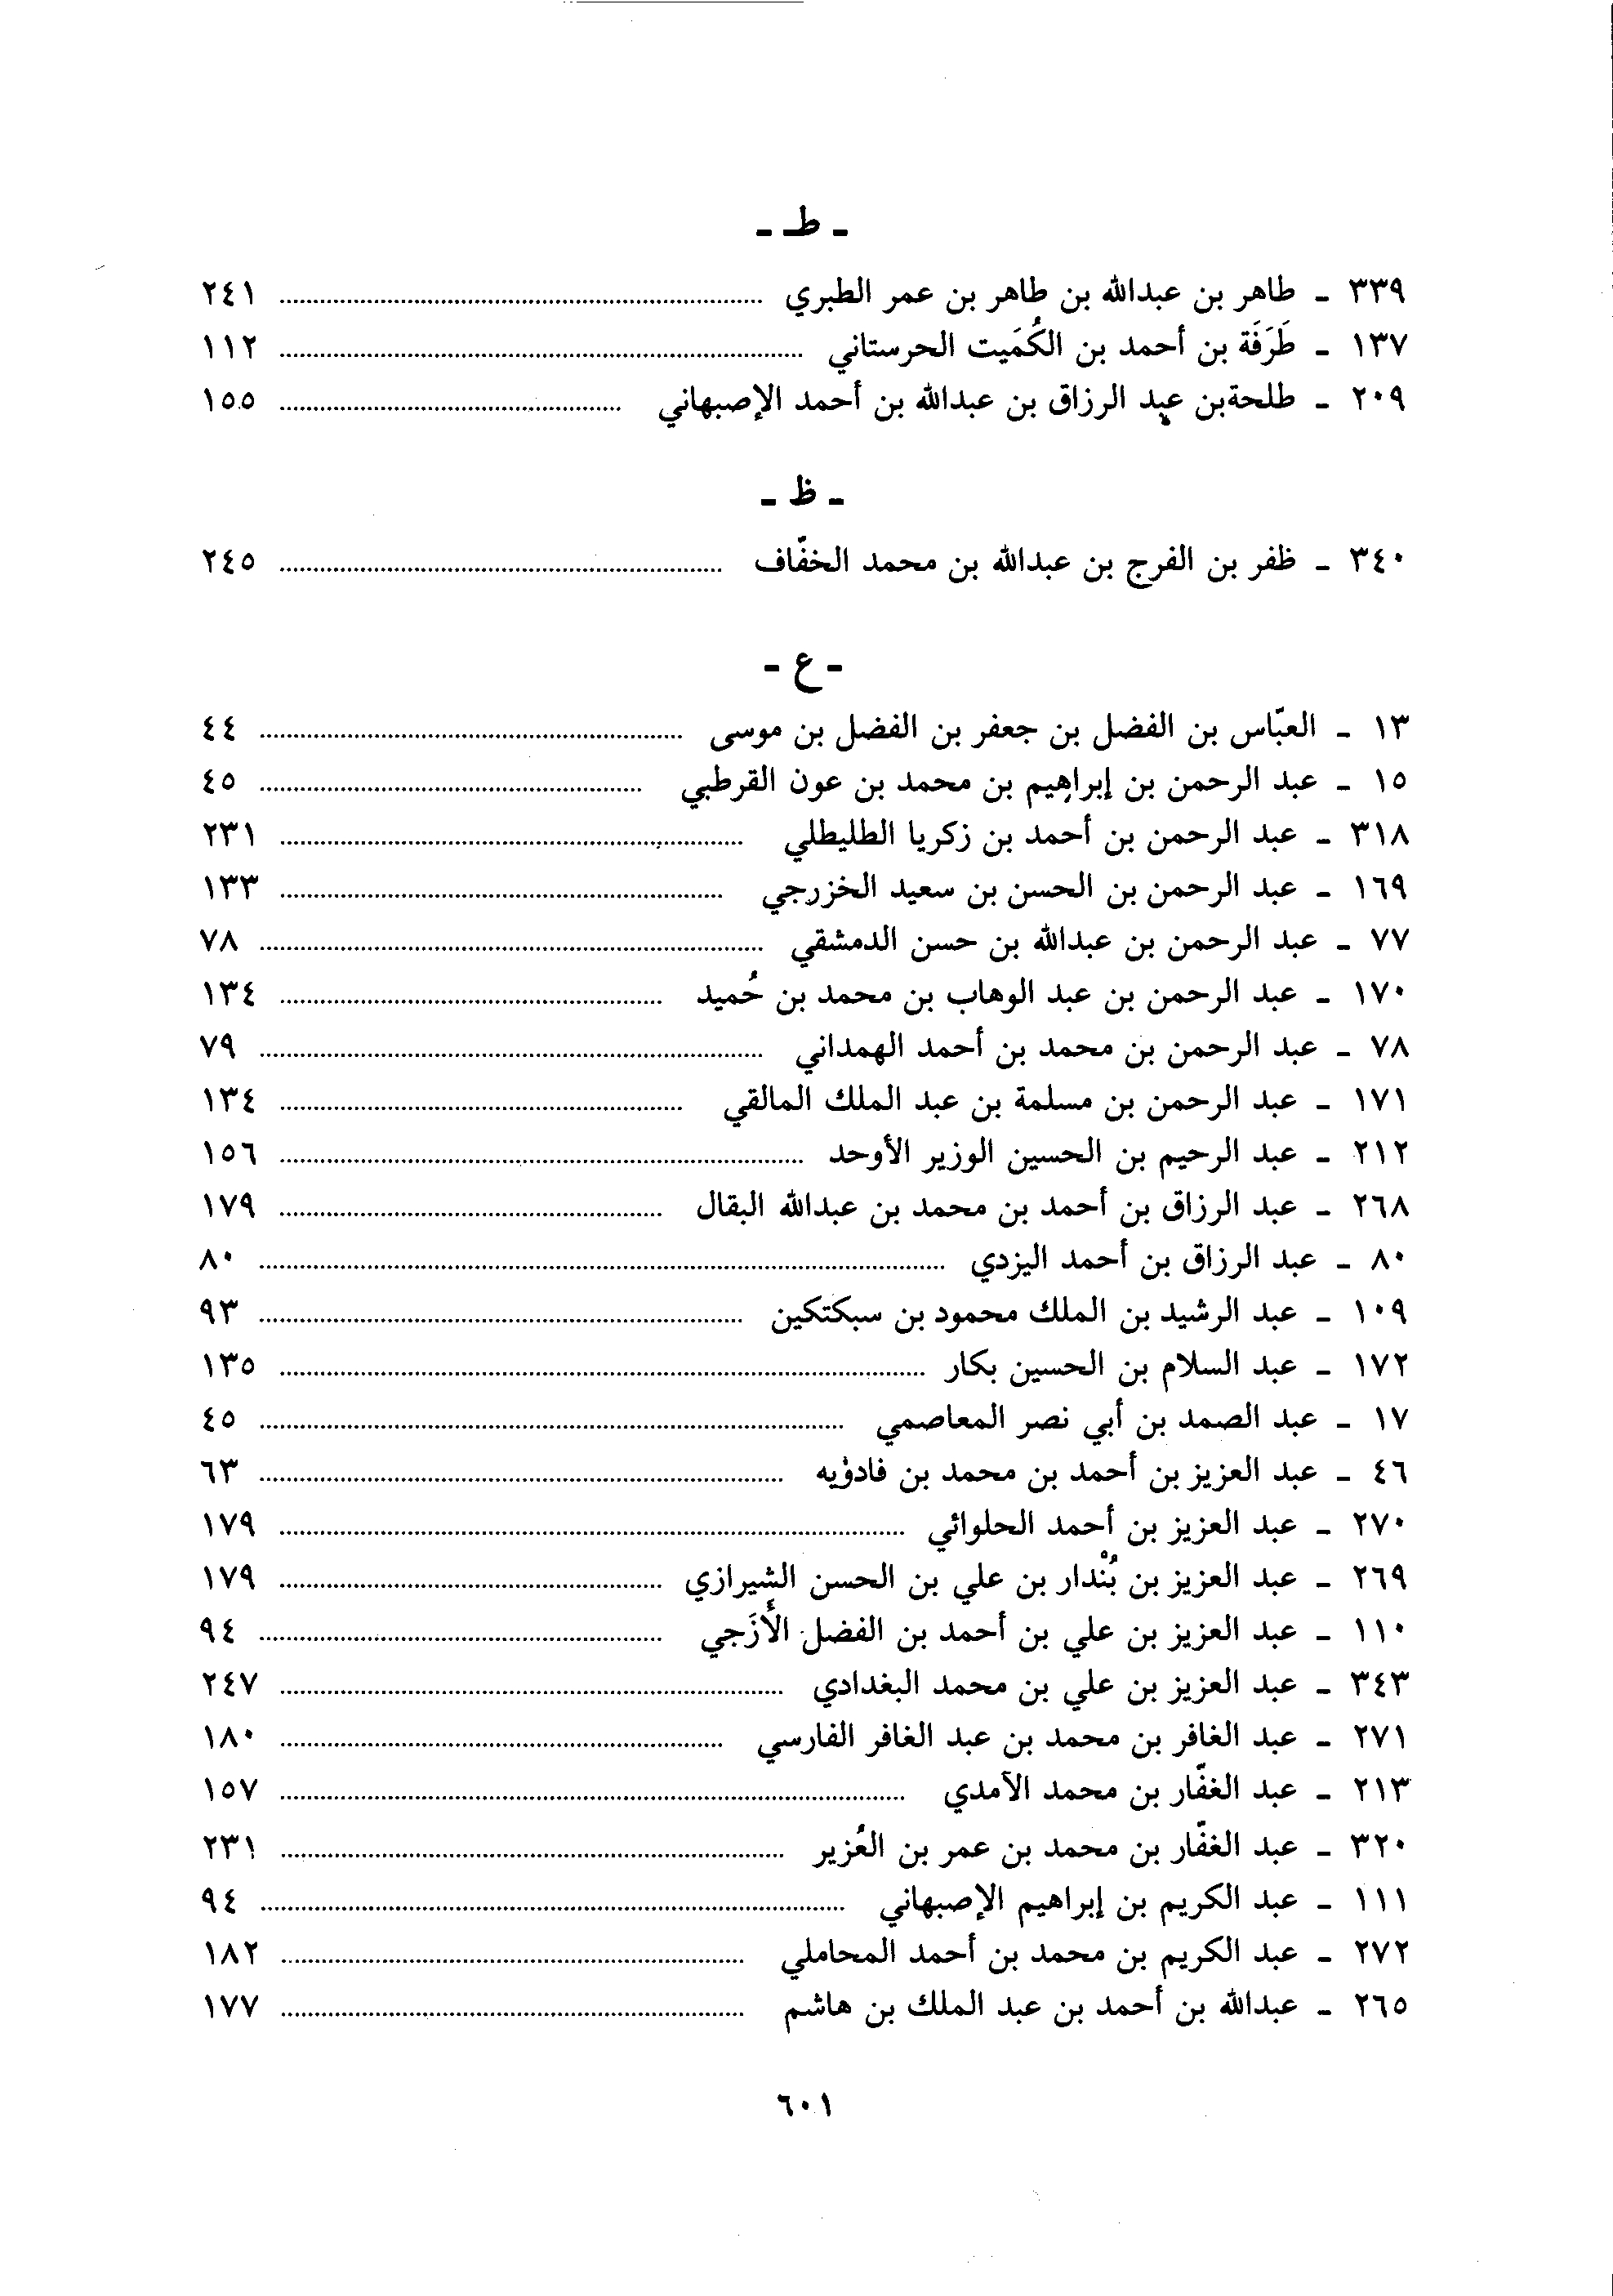 - ط -
٣٣٩ - طاهر بن عبدالله بن طاهر بن عمر الطبري ........ ٢٤١
١٣٧ - طَرَفَة بن أحمد بن الكُمَيت الحرستاني ........ ١١٢
٢٠٩ - طلحةبن عبد الرزاق بن عبدالله بن أحمد الإصبهاني ........ ١٥٥
- ظ -
٣٤٠ - ظفر بن الفرج بن عبدالله بن محمد الخفّاف ........ ٢٤٥
- ع -
١٣ - العبّاس بن الفضل بن جعفر بن الفضل بن موسى ........ ٤٤
١٥ - عبد الرحمن بن إبراهيم بن محمد بن عون القرطبي ........ ٤٥
٣١٨ - عبد الرحمن بن أحمد بن زكريا الطليطلي ........ ٢٣١
١٦٩ - عبد الرحمن بن الحسن بن سعيد الخزرجي ........ ١٣٣
٧٧ - عبد الرحمن بن عبدالله بن حسن الدمشقي ........ ٧٨
١٧٠ - عبد الرحمن بن عبد الوهاب بن محمد بن حُميد ........ ١٣٤
٧٨ - عبد الرحمن بن محمد بن أحمد الهمداني ........ ٧٩
١٧١ - عبد الرحمن بن مسلمة بن عبد الملك المالقي ........ ١٣٤
٢١٢ - عبد الرحيم بن الحسين الوزير الأوحد ........ ١٥٦
٢٦٨ - عبد الرزاق بن أحمد بن محمد بن عبدالله البقال ........ ١٧٩
٨٠ - عبد الرزاق بن أحمد اليزدي ........ ٨٠
١٠٩ - عبد الرشيد بن الملك محمود بن سبكتكين ........ ٩٣
١٧٢ - عبد السلام بن الحسين بكار ........ ١٣٥
١٧ - عبد الصمد بن أبي نصر المعاصمي ........ ٤٥
٤٦ - عبد العزيز بن أحمد بن محمد بن فادوُيه ........ ٦٣
٢٧٠ - عبد العزيز بن أحمد الحلوائي ........ ١٧٩
٢٦٩ - عبد العزيز بن بُنْدار بن علي بن الحسن الشيرازي ........ ١٧٩
١١٠ - عبد العزيز بن علي بن أحمد بن الفضل الأَزَجي ........ ٩٤
٣٤٣ - عبد العزيز بن علي بن محمد البغدادي ........ ٢٤٧
٢٧١ - عبد الغافر بن محمد بن عبد الغافر الفارسي ........ ١٨٠
٢١٣ - عبد الغفّار بن محمد الآمدي ........ ١٥٧
٣٢٠ - عبد الغفّار بن محمد بن عمر بن العُزير ........ ٢٣١
١١١ - عبد الكريم بن إبراهيم الإصبهاني ........ ٩٤
٢٧٢ - عبد الكريم بن محمد بن أحمد المحاملي ........ ١٨٢
٢٦٥ - عبدالله بن أحمد بن عبد الملك بن هاشم ........ ١٧٧
٦٠١